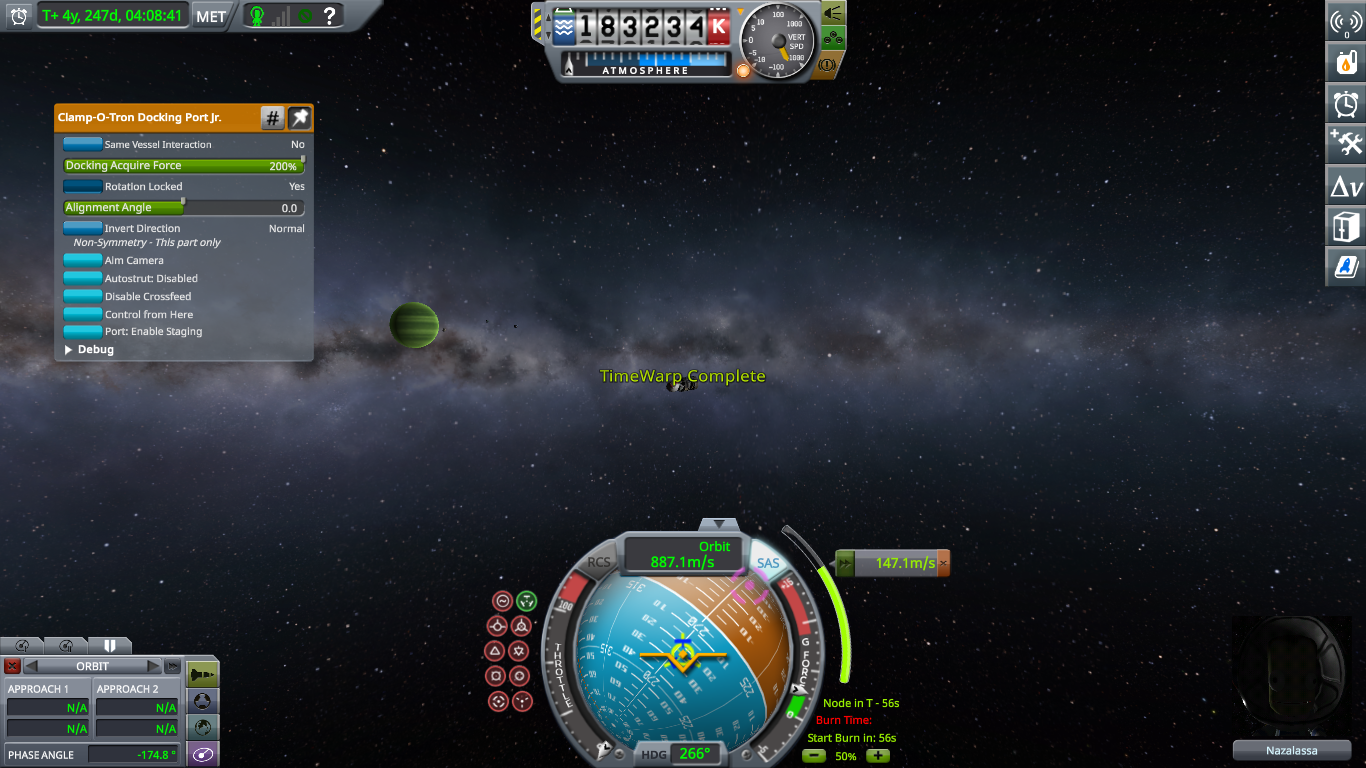 T+ 4y, 247d, 04:08:41 MET ?
183234K
ATMOSPHERE
VERT
SPD
Clamp-O-Tron Docking Port Jr. #
Same Vessel Interaction No
Docking Acquire Force 200%
Rotation Locked Yes
Alignment Angle 0.0
Invert Direction Normal
Non-Symmetry - This part only
Aim Camera
Autostrut: Disabled
Disable Crossfeed
Control from Here
Port: Enable Staging
Debug
TimeWarp Complete
0
Δv
Orbit
887.1m/s
RCS
SAS
147.1m/s
100
THROTTLE
G FORCE
HDG 266°
Node in T - 56s
Burn Time:
Start Burn in: 56s
50%
ORBIT
APPROACH 1 APPROACH 2
N/A N/A
N/A N/A
PHASE ANGLE -174.8 °
Nazalassa